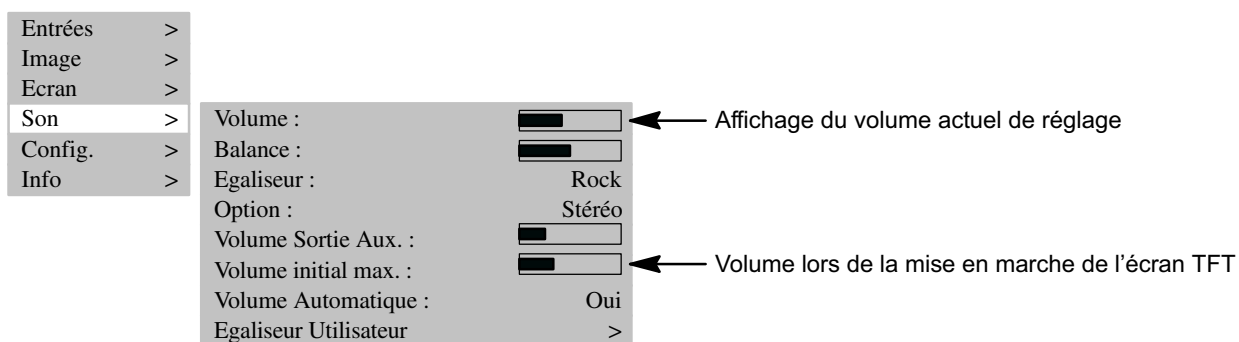 Entrées >
Image >
Ecran >
Son >
Config. >
Info >
Volume :
Affichage du volume actuel de réglage
Balance :
Egaliseur : Rock
Option : Stéréo
Volume Sortie Aux. :
Volume initial max. :
Volume lors de la mise en marche de l’écran TFT
Volume Automatique : Oui
Egaliseur Utilisateur >